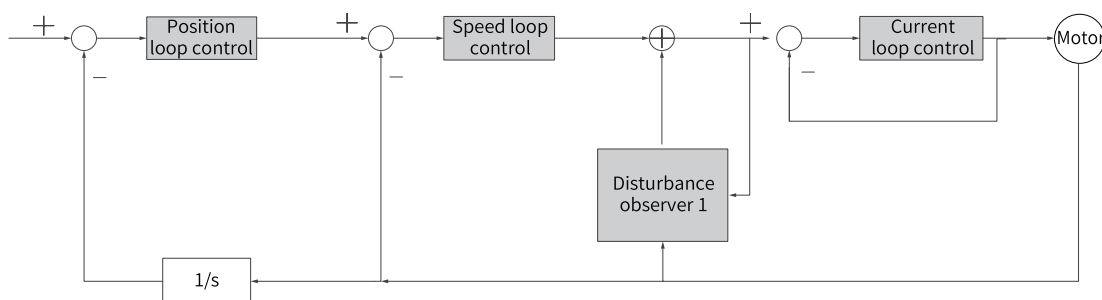 +
Position
loop control
+
Speed loop
control
+
+
Current
loop control
Motor
−
−
−
Disturbance
observer 1
1/s